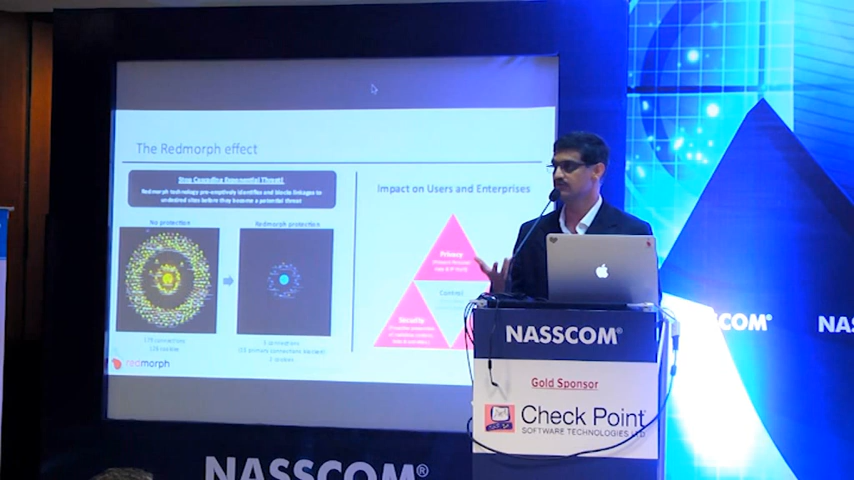 The Redmorph effect
Stop Cascading Exponential Threat!
Redmorph technology pre-emptively identifies and blocks linkages to
undesired sites before they become a potential threat
No protection
Redmorph protection
redmorph
Impact on Users and Enterprises
Privacy
Control
Security
NASSCOM®
Gold Sponsor
Check Point
SOFTWARE TECHNOLOGIES LTD
NASSCOM®
COM®
NAS